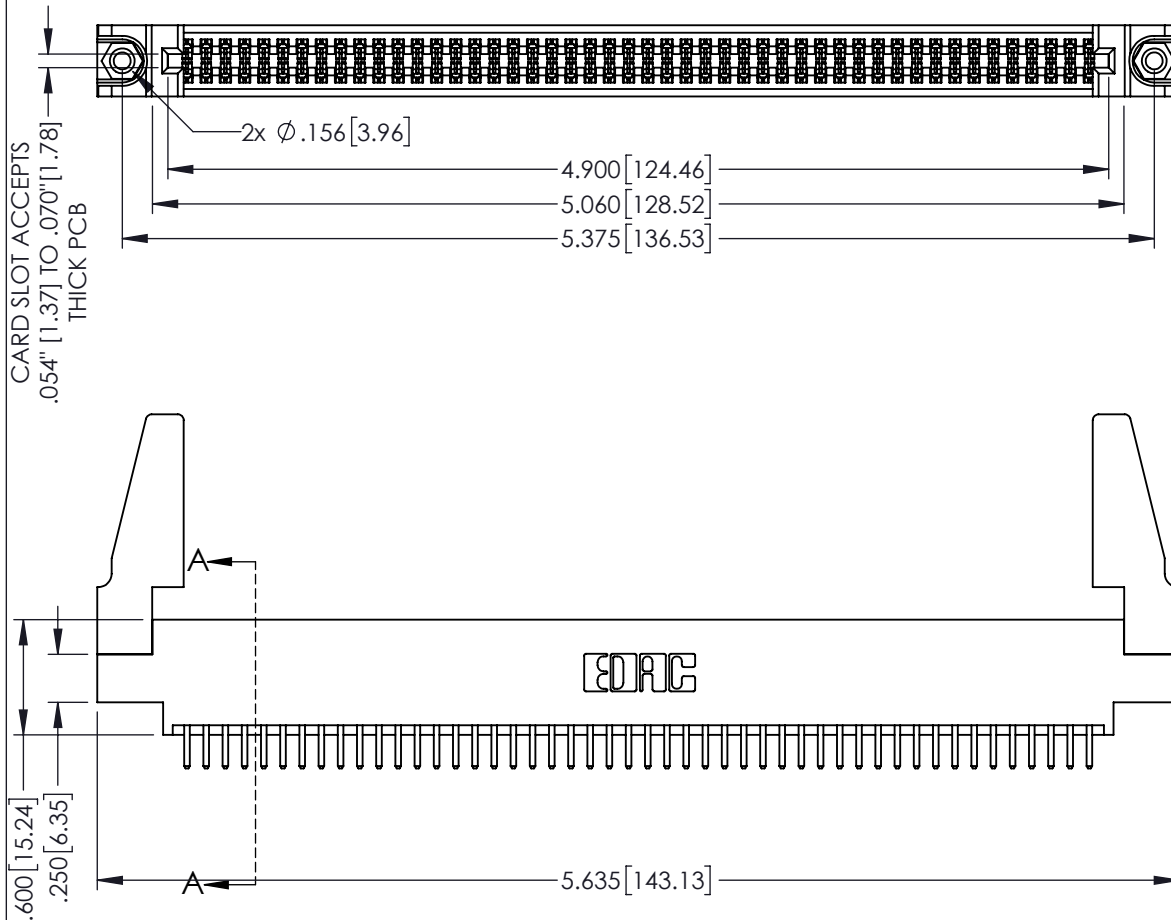 2x Ø.156[3.96]
4.900[124.46]
5.060[128.52]
5.375[136.53]
CARD SLOT ACCEPTS
.054" [1.37] TO .070"[1.78]
THICK PCB
A
EDAC
.600[15.24]
.250[6.35]
A
5.635[143.13]